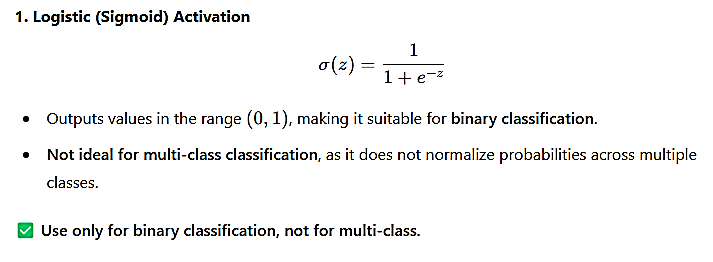 1. Logistic (Sigmoid) Activation
σ(z) = 1 / (1 + e^{-z})
• Outputs values in the range (0, 1), making it suitable for binary classification.
• Not ideal for multi-class classification, as it does not normalize probabilities across multiple
classes.
✅ Use only for binary classification, not for multi-class.